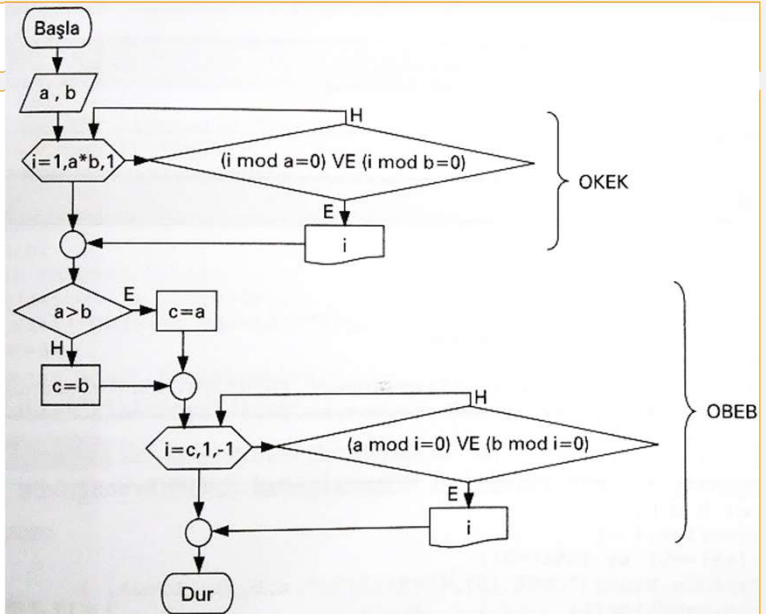 Başla
a , b
i=1,a*b,1
(i mod a=0) VE (i mod b=0)
H
E
i
OKEK
a>b
E
c=a
H
c=b
i=c,1,-1
(a mod i=0) VE (b mod i=0)
H
E
i
OBEB
Dur